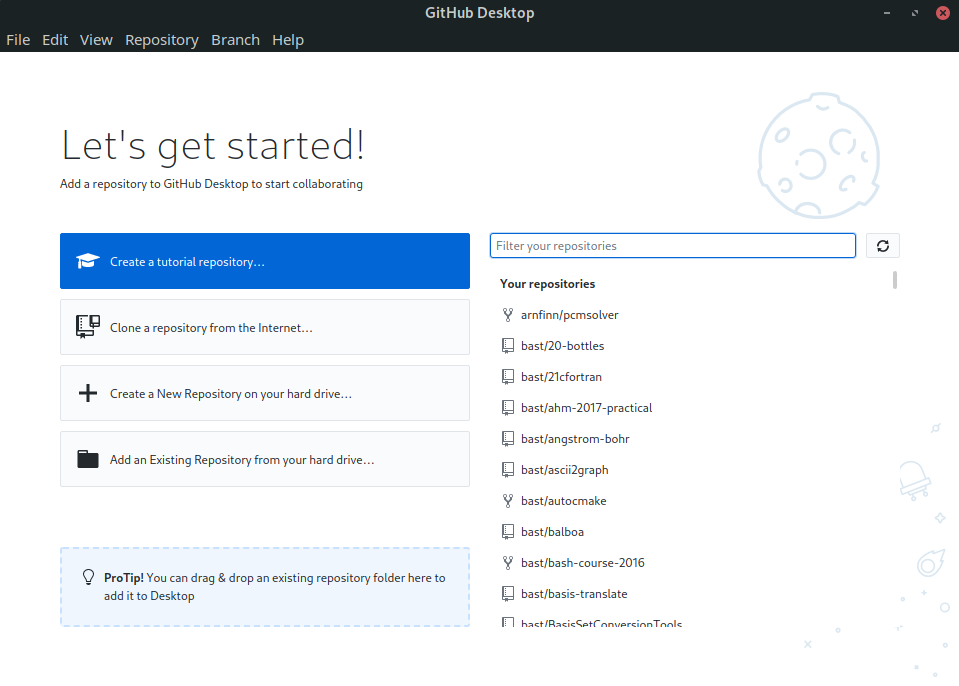 GitHub Desktop
File Edit View Repository Branch Help
Let's get started!
Add a repository to GitHub Desktop to start collaborating
Create a tutorial repository…
Clone a repository from the Internet…
Create a New Repository on your hard drive…
Add an Existing Repository from your hard drive…
ProTip! You can drag & drop an existing repository folder here to
add it to Desktop
Filter your repositories
Your repositories
arnfinn/pcmsolver
bast/20-bottles
bast/21cfortran
bast/ahm-2017-practical
bast/angstrom-bohr
bast/ascii2graph
bast/autocmake
bast/balboa
bast/bash-course-2016
bast/basis-translate
bast/BasisSetConversionTools